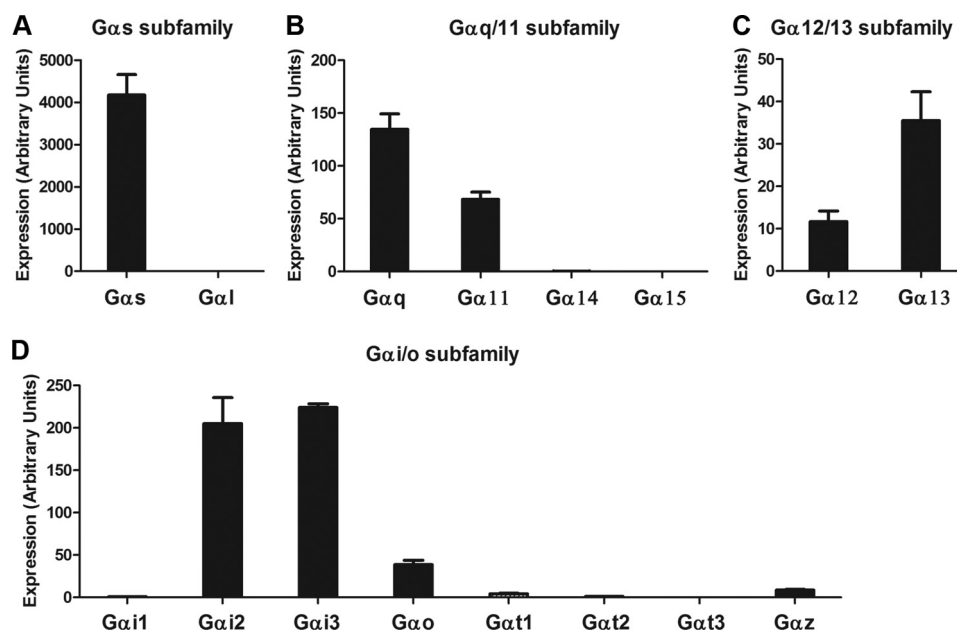 A
Gαs subfamily
Expression (Arbitrary Units)
5000
4000
3000
2000
1000
0
Gαs Gαl
B
Gαq/11 subfamily
Expression (Arbitrary Units)
200
150
100
50
0
Gαq Gα11 Gα14 Gα15
C
Gα12/13 subfamily
Expression (Arbitrary Units)
50
40
30
20
10
0
Gα12 Gα13
D
Gαi/o subfamily
Expression (Arbitrary Units)
250
200
150
100
50
0
Gαi1 Gαi2 Gαi3 Gαo Gαt1 Gαt2 Gαt3 Gαz